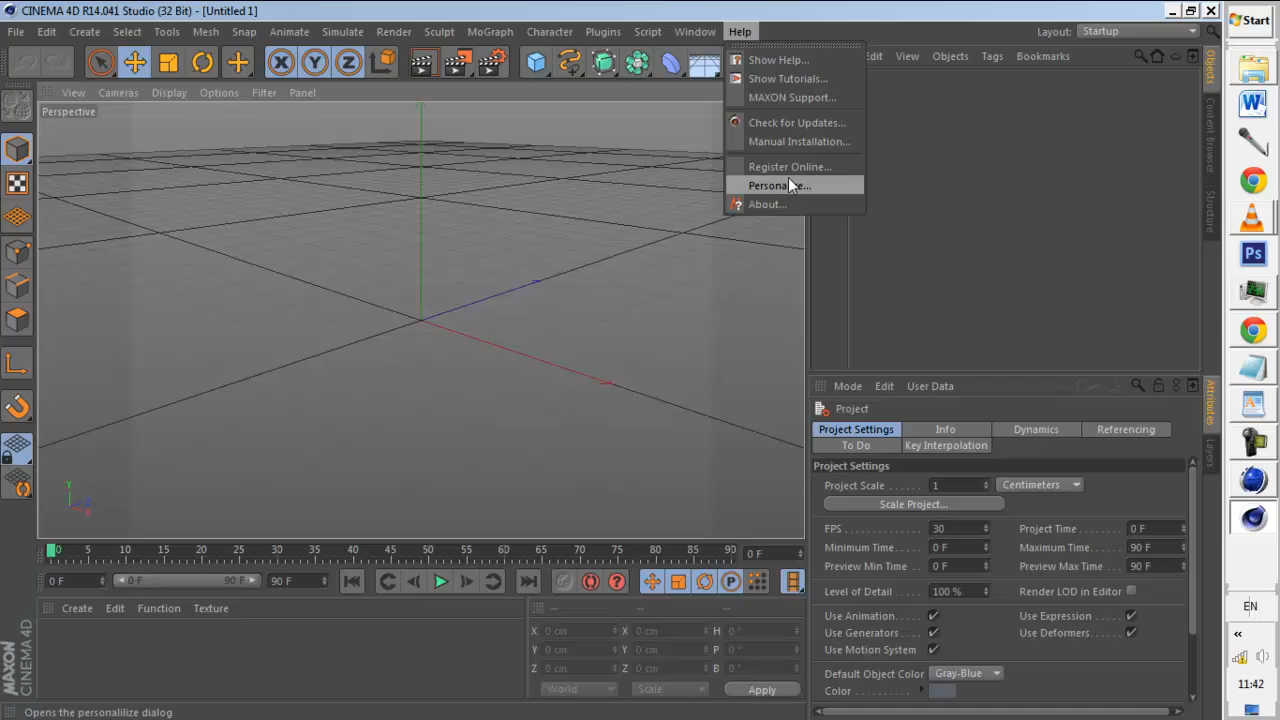 CINEMA 4D R14.041 Studio (32 Bit) - [Untitled 1]
File Edit Create Select Tools Mesh Snap Animate Simulate Render Sculpt MoGraph Character Plugins Script Window Help
Layout: Startup
Start
X Y Z
View Cameras Display Options Filter Panel
Perspective
Show Help...
Show Tutorials...
MAXON Support...
Check for Updates...
Manual Installation...
Register Online...
About...
Edit View Objects Tags Bookmarks
Objects
Content Browser
Structure
W
Ps
Y
Mode Edit User Data
Attributes
Layers
Project
Project Settings Info Dynamics Referencing
To Do Key Interpolation
Project Settings
Project Scale ...... 1 Centimeters
Scale Project...
FPS 30 Project Time 0 F
Minimum Time 0 F Maximum Time 90 F
Preview Min Time 0 F Preview Max Time 90 F
Level of Detail 100 % Render LOD in Editor
Use Animation Use Expression
Use Generators Use Deformers
Use Motion System
Default Object Color Gray-Blue
Color
0 5 10 15 20 25 30 35 40 45 50 55 60 65 70 75 80 85 90 0 F
0 F 0 F 90 F 90 F
P
Create Edit Function Texture
-- -- --
X 0 cm X 0 cm H 0 °
Y 0 cm Y 0 cm P 0 °
Z 0 cm Z 0 cm B 0 °
World Scale Apply
MAXON CINEMA 4D
Opens the personalilize dialog
EN
«
11:42